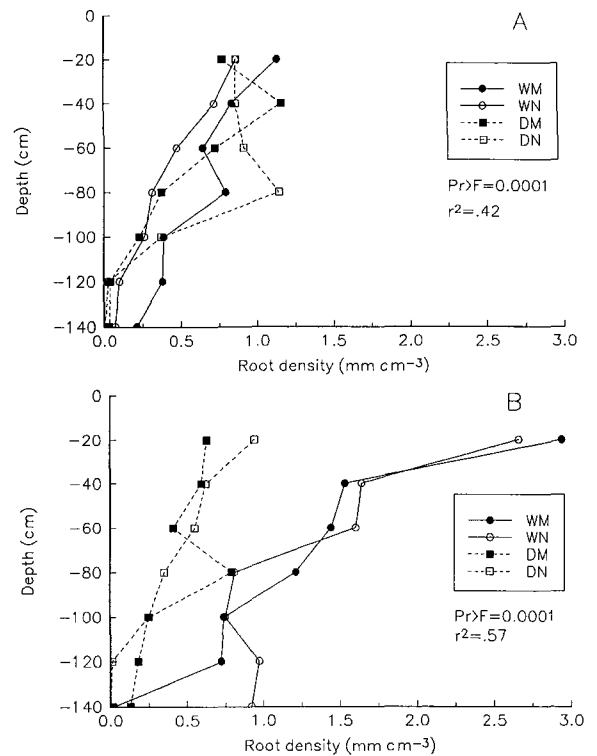 A
0
-20
-40
-60
-80
-100
-120
-140
Depth (cm)
WM
WN
DM
DN
Pr>F=0.0001
r²=.42
0.0 0.5 1.0 1.5 2.0 2.5 3.0
Root density (mm cm⁻³)
B
0
-20
-40
-60
-80
-100
-120
-140
Depth (cm)
WM
WN
DM
DN
Pr>F=0.0001
r²=.57
0.0 0.5 1.0 1.5 2.0 2.5 3.0
Root density (mm cm⁻³)